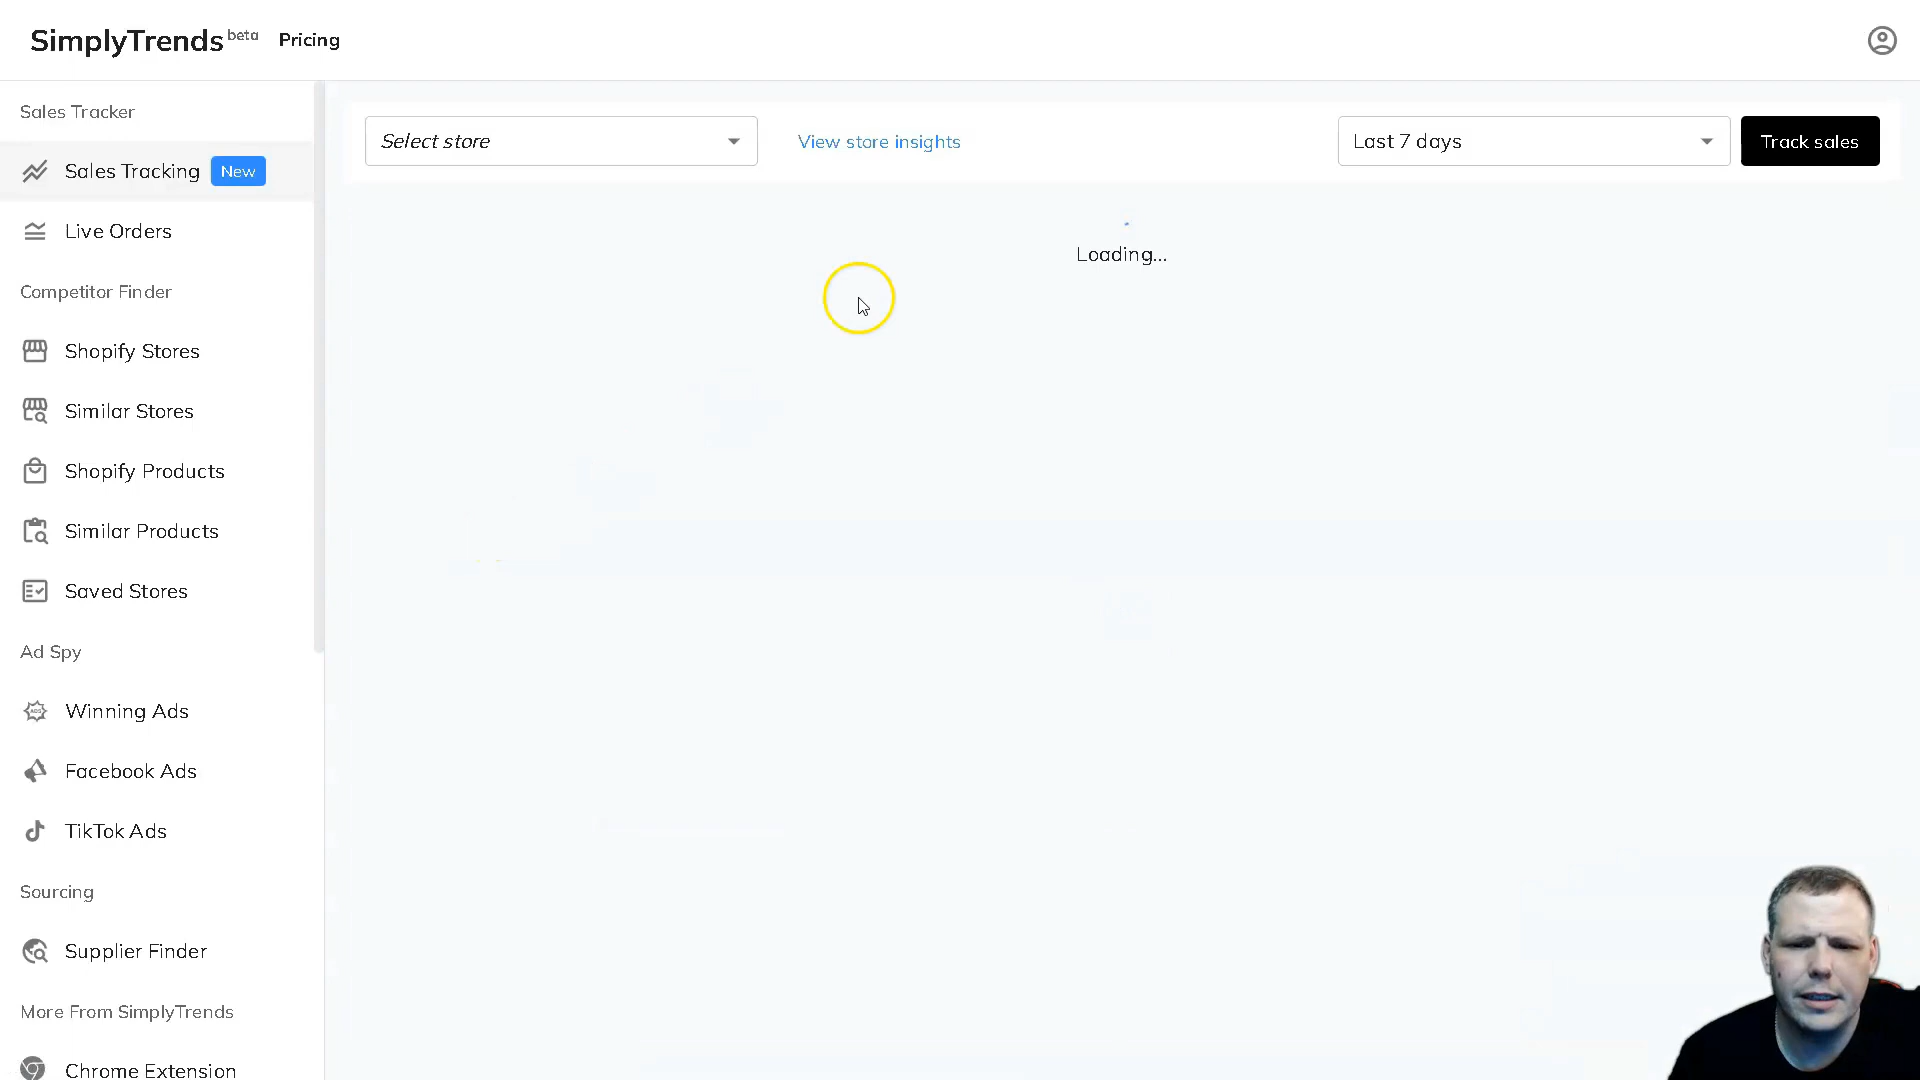 SimplyTrends beta Pricing
Sales Tracker
Sales Tracking New
Live Orders
Competitor Finder
Shopify Stores
Similar Stores
Shopify Products
Similar Products
Saved Stores
Ad Spy
Winning Ads
Facebook Ads
TikTok Ads
Sourcing
Supplier Finder
More From SimplyTrends
Chrome Extension
Select store View store insights Last 7 days Track sales
Loading...